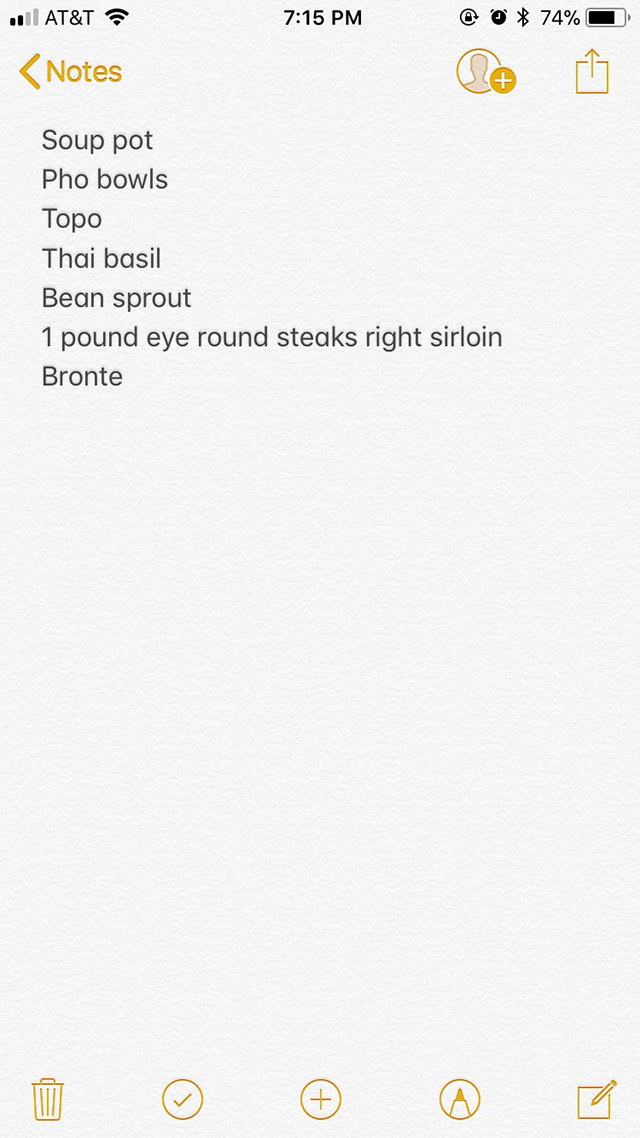 AT&T 7:15 PM 74%
Notes
Soup pot
Pho bowls
Topo
Thai basil
Bean sprout
1 pound eye round steaks right sirloin
Bronte